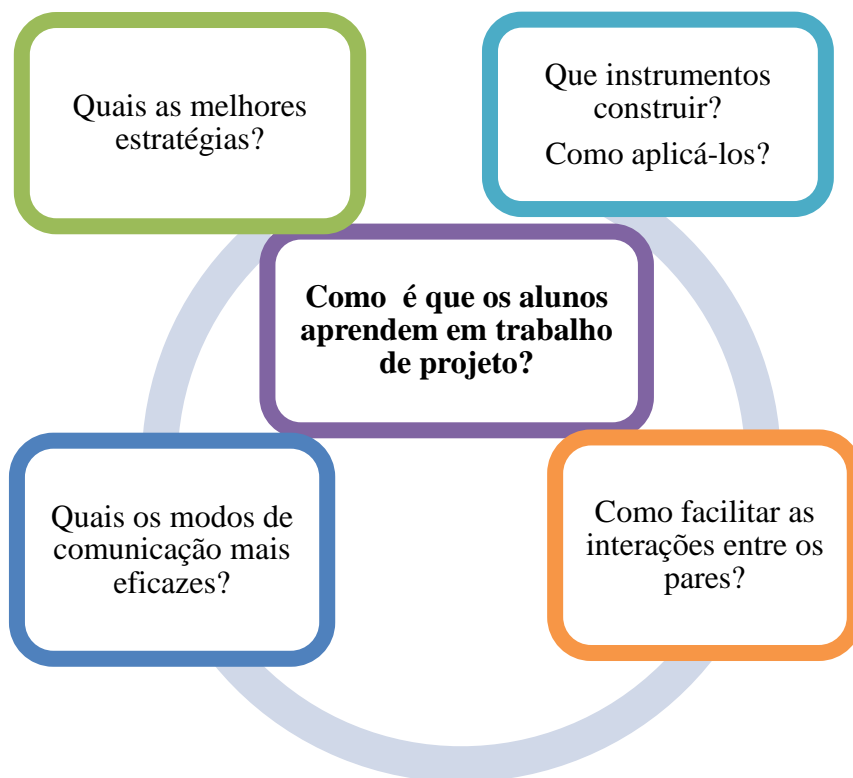 Quais as melhores
estratégias?
Que instrumentos
construir?
Como aplicá-los?
Como é que os alunos
aprendem em trabalho
de projeto?
Quais os modos de
comunicação mais
eficazes?
Como facilitar as
interações entre os
pares?